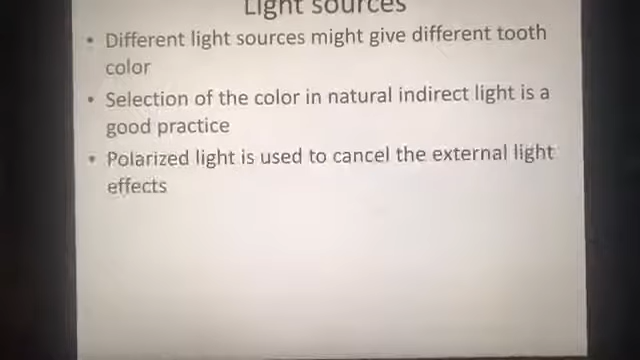 Light sources
• Different light sources might give different tooth
color
• Selection of the color in natural indirect light is a
good practice
• Polarized light is used to cancel the external light
effects